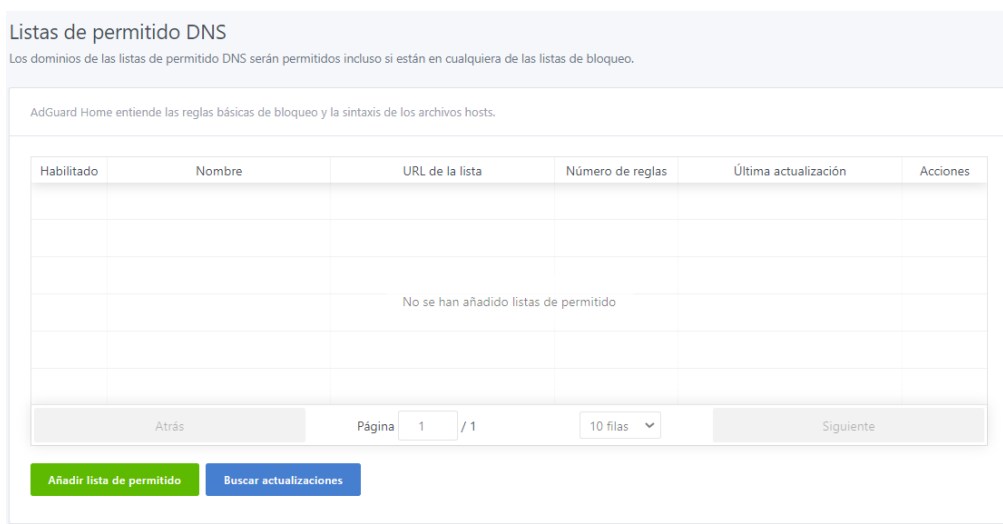 Listas de permitido DNS
Los dominios de las listas de permitido DNS serán permitidos incluso si están en cualquiera de las listas de bloqueo.
AdGuard Home entiende las reglas básicas de bloqueo y la sintaxis de los archivos hosts.
Habilitado Nombre URL de la lista Número de reglas Última actualización Acciones
No se han añadido listas de permitido
Atrás Página 1 / 1 10 filas Siguiente
Añadir lista de permitido Buscar actualizaciones